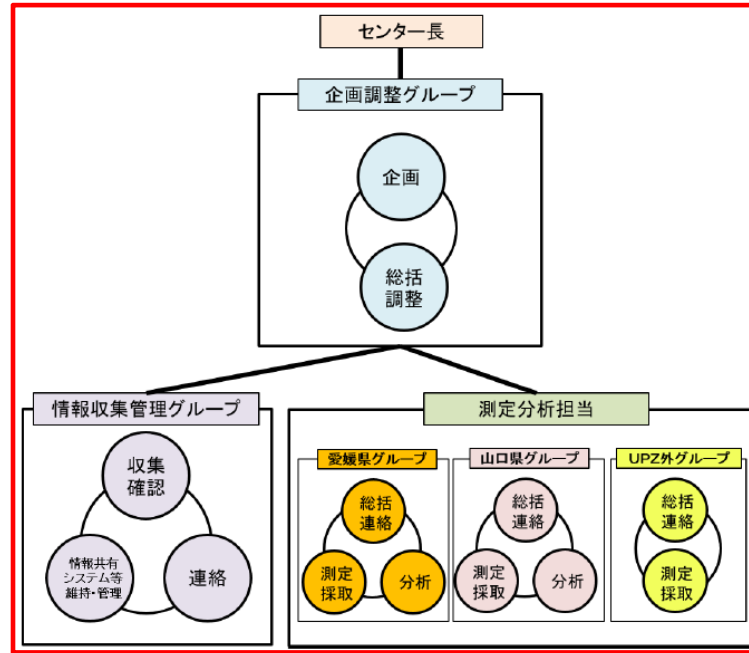 センター長
企画調整グループ
企画
総括
調整
情報収集管理グループ
収集
確認
情報共有
システム等
維持・管理
連絡
測定分析担当
愛媛県グループ
総括
連絡
測定
採取
分析
山口県グループ
総括
連絡
測定
採取
分析
UPZ外グループ
総括
連絡
測定
採取